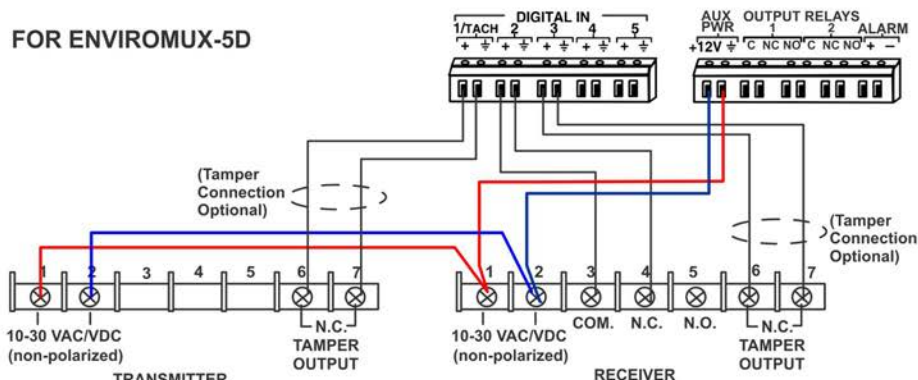 FOR ENVIROMUX-5D
DIGITAL IN
1/TACH 2 3 4 5
+ + + + +
AUX PWR
+12V
OUTPUT RELAYS
1 2
C NC NO C NC NO
ALARM
+ −
(Tamper
Connection
Optional)
(Tamper
Connection
Optional)
1 2 3 4 5 6 7
10-30 VAC/VDC
(non-polarized)
N.C.
TAMPER
OUTPUT
TRANSMITTER
1 2 3 4 5 6 7
COM. N.C. N.O.
10-30 VAC/VDC
(non-polarized)
N.C.
TAMPER
OUTPUT
RECEIVER